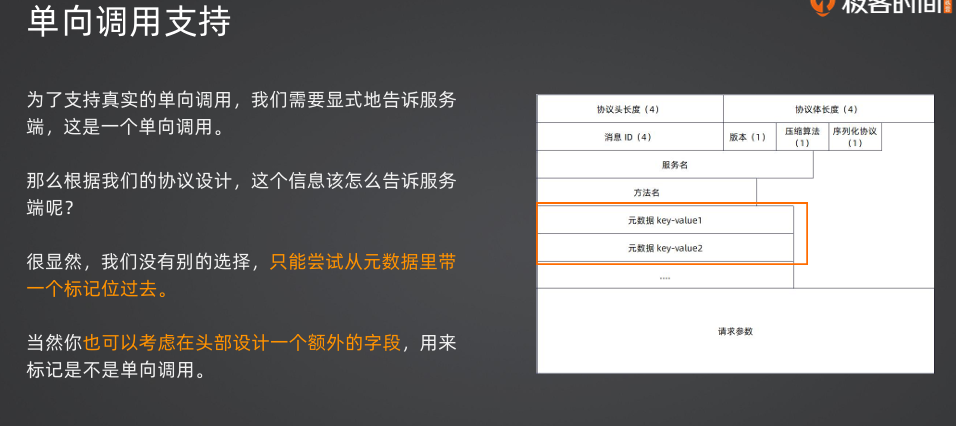 单向调用支持
极客时间
为了支持真实的单向调用，我们需要显式地告诉服务
端，这是一个单向调用。
那么根据我们的协议设计，这个信息该怎么告诉服务
端呢？
很显然，我们没有别的选择，只能尝试从元数据里带
一个标记位过去。
当然你也可以考虑在头部设计一个额外的字段，用来
标记是不是单向调用。
协议头长度（4） 协议体长度（4）
消息 ID（4） 版本（1） 压缩算法（1） 序列化协议（1）
服务名
方法名
元数据 key-value1
元数据 key-value2
....
请求参数